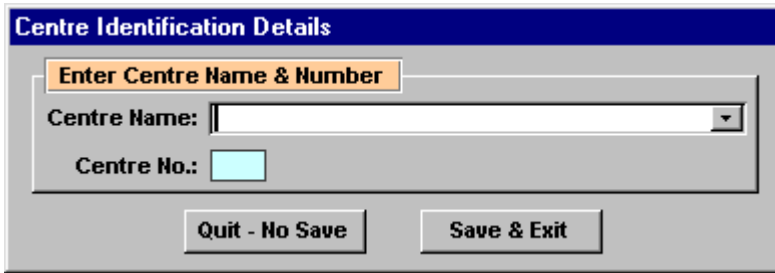 Centre Identification Details
Enter Centre Name & Number
Centre Name:
Centre No.:
Quit - No Save
Save & Exit